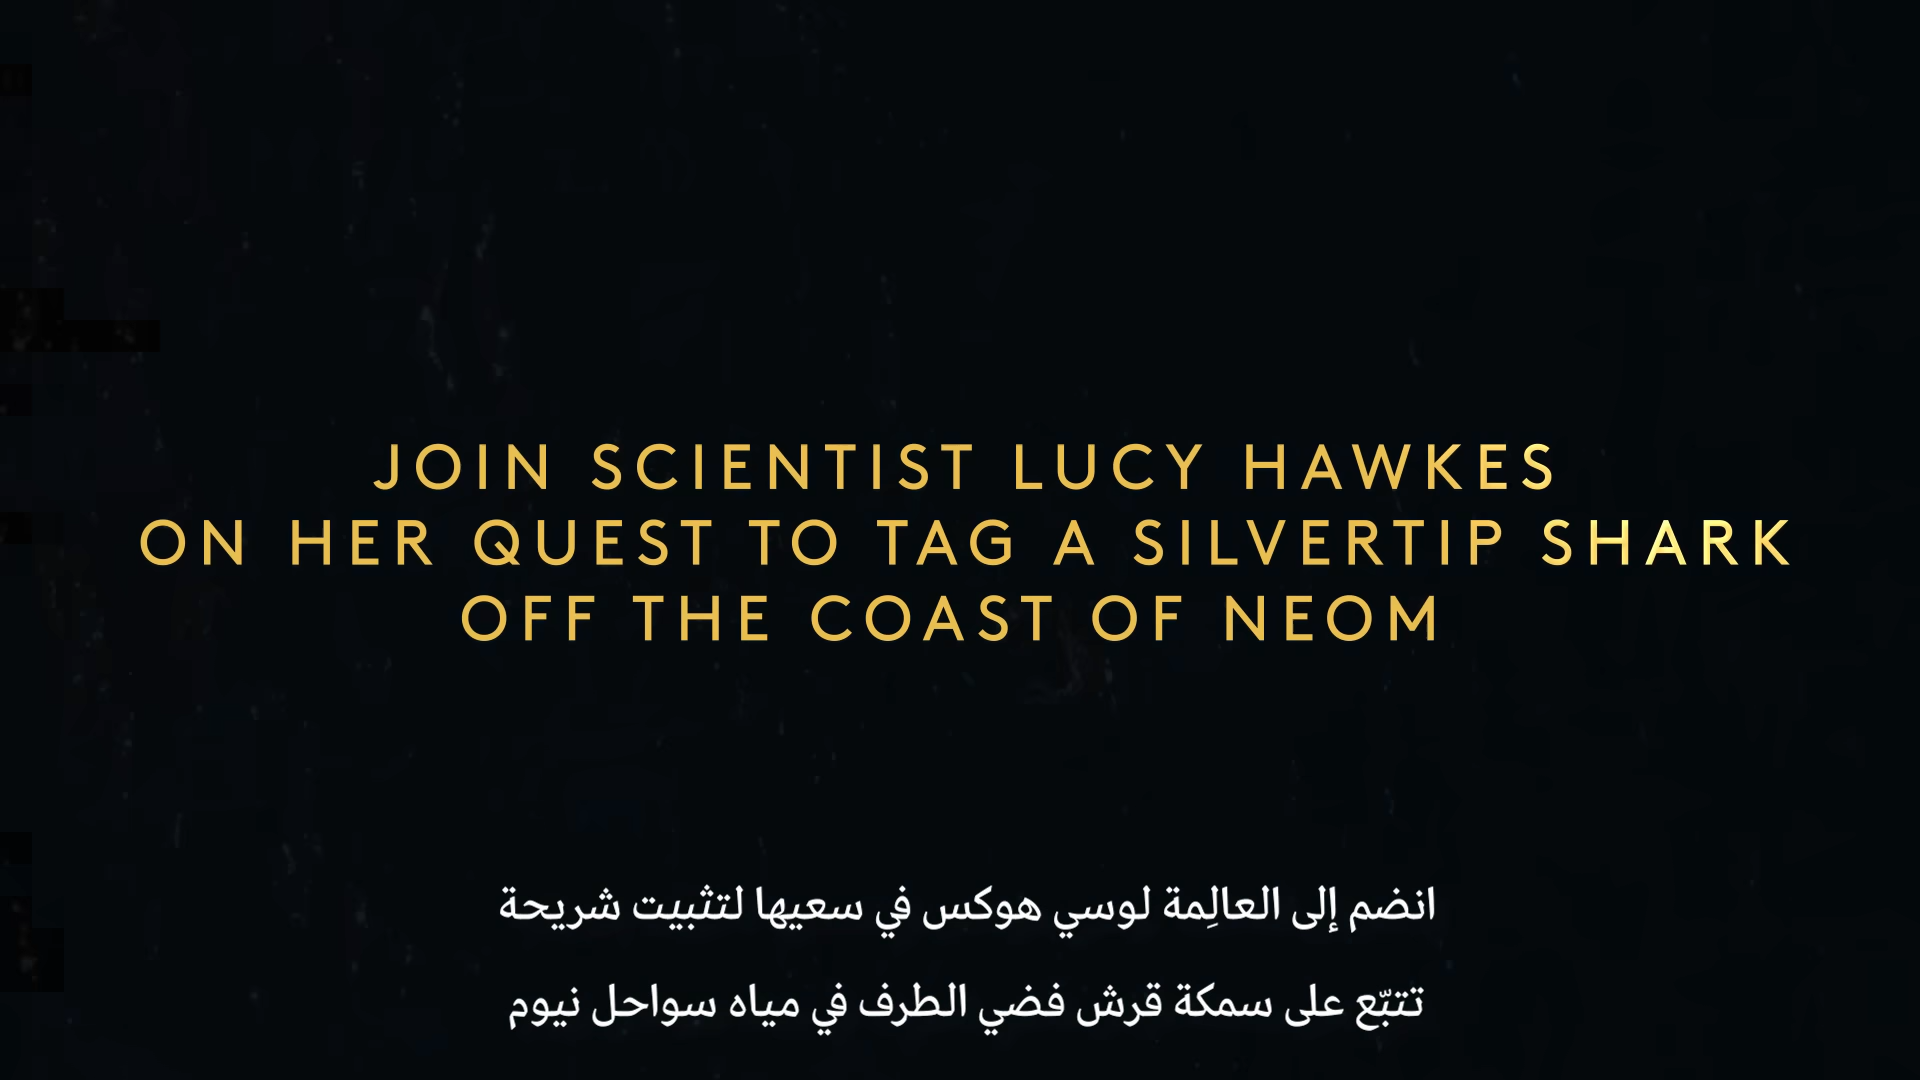 JOIN SCIENTIST LUCY HAWKES
ON HER QUEST TO TAG A SILVERTIP SHARK
OFF THE COAST OF NEOM
انضم إلى العالِمة لوسي هوكس في سعيها لتثبيت شريحة
تتبّع على سمكة قرش فضي الطرف في مياه سواحل نيوم